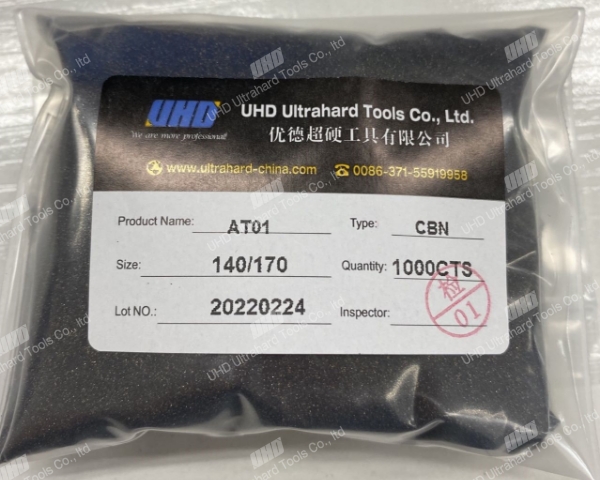 UHD
We are more professional!
UHD Ultrahard Tools Co., Ltd.
优德超硬工具有限公司
www.ultrahard-china.com 0086-371-55919958
Product Name: AT01 Type: CBN
Size: 140/170 Quantity: 1000CTS
Lot NO.: 20220224 Inspector:
检
01
UHD Ultrahard Tools Co., ltd